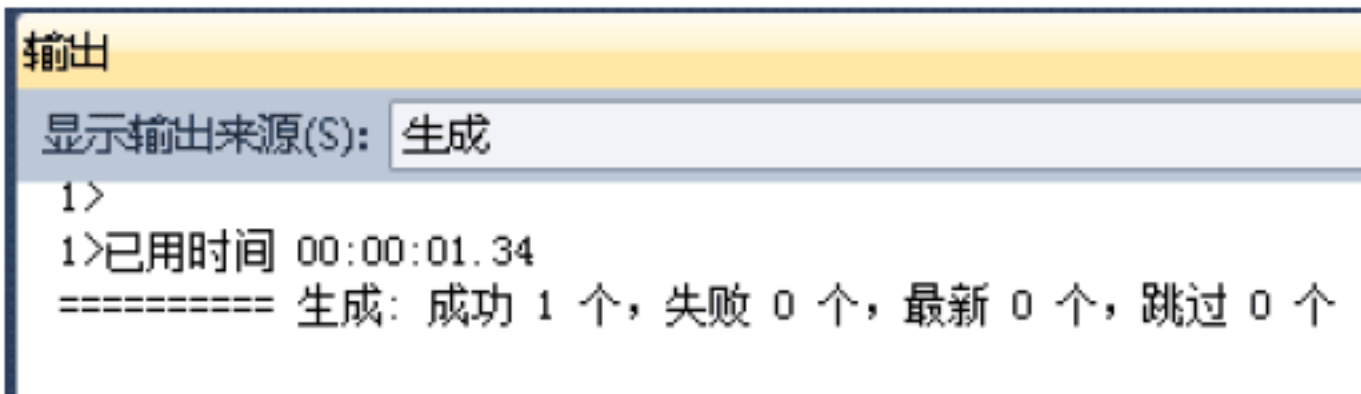 输出
显示输出来源(S): 生成
1>
1>已用时间 00:00:01.34
========== 生成: 成功 1 个，失败 0 个，最新 0 个，跳过 0 个